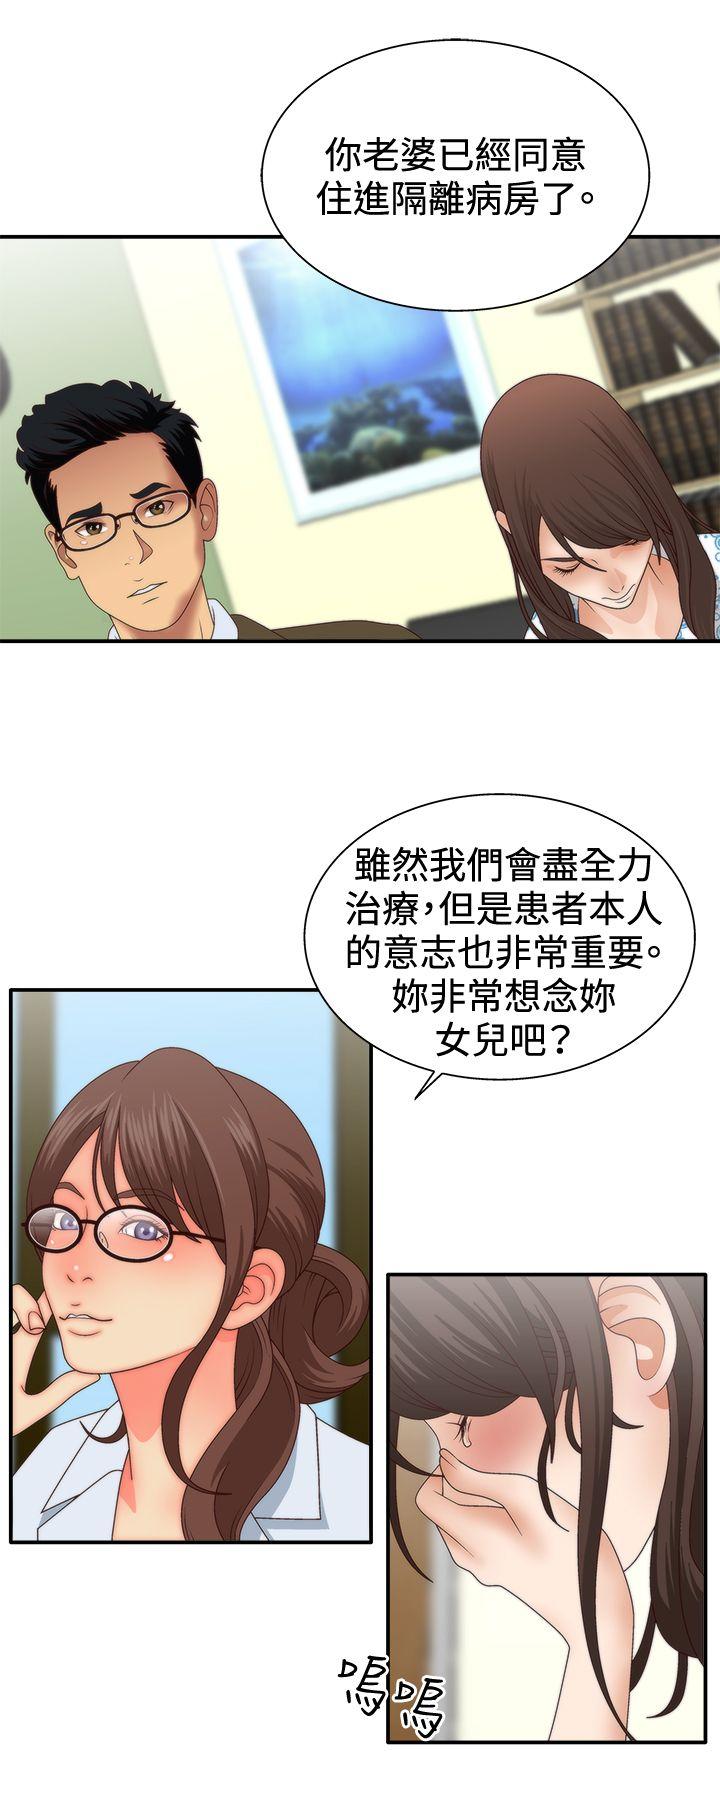 你老婆已經同意
住進隔離病房了。
雖然我們會盡全力
治療，但是患者本人
的意志也非常重要。
妳非常想念妳
女兒吧？
嗚嗚